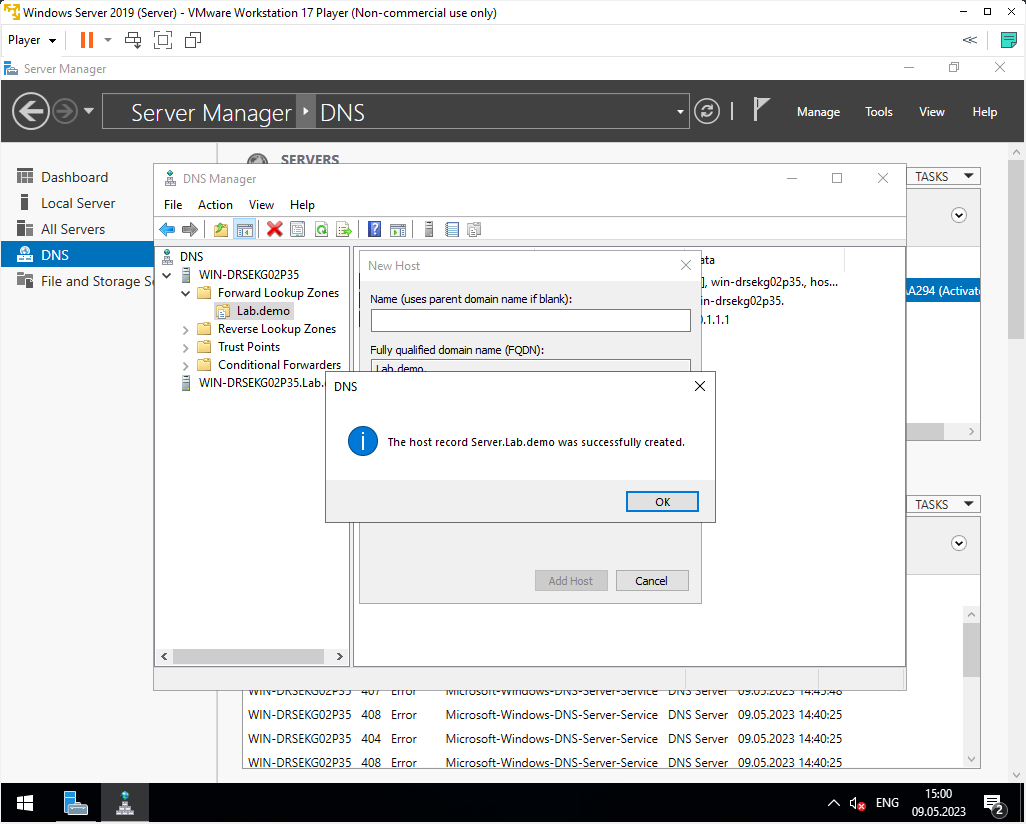 Windows Server 2019 (Server) - VMware Workstation 17 Player (Non-commercial use only)
Player
Server Manager
Server Manager DNS
Manage Tools View Help
Dashboard
Local Server
All Servers
DNS
File and Storage
SERVERS
TASKS
DNS Manager
File Action View Help
DNS
WIN-DRSEKG02P35
Forward Lookup Zones
Lab.demo
Reverse Lookup Zones
Trust Points
Conditional Forwarders
WIN-DRSEKG02P35.Lab.
New Host
Name (uses parent domain name if blank):
Fully qualified domain name (FQDN):
Lab.demo.
ata
], win-drsekg02p35., hos...
in-drsekg02p35.
.1.1.1
A294 (Activat
DNS
The host record Server.Lab.demo was successfully created.
OK
Add Host Cancel
TASKS
WIN-DRSEKG02P35 407 Error Microsoft-Windows-DNS-Server-Service DNS Server 09.05.2023 14:45:48
WIN-DRSEKG02P35 408 Error Microsoft-Windows-DNS-Server-Service DNS Server 09.05.2023 14:40:25
WIN-DRSEKG02P35 404 Error Microsoft-Windows-DNS-Server-Service DNS Server 09.05.2023 14:40:25
WIN-DRSEKG02P35 408 Error Microsoft-Windows-DNS-Server-Service DNS Server 09.05.2023 14:40:25
ENG
15:00
09.05.2023
2